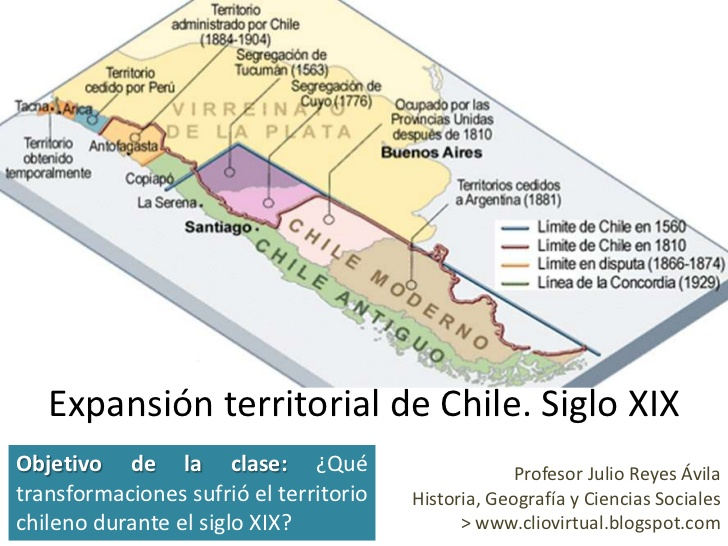 Territorio
administrado por Chile
(1884-1904)
Segregación de
Tucumán (1563)
Segregación de
Cuyo (1776)
Territorio
cedido por Perú
Ocupado por las
Provincias Unidas
después de 1810
Tacna
Arica
VIRREINATO
DE LA PLATA
Territorio
obtenido
temporalmente
Antofagasta
Buenos Aires
Copiapó
Territorios cedidos
a Argentina (1881)
La Serena
Santiago
CHILE MODERNO
CHILE ANTIGUO
Límite de Chile en 1560
Límite de Chile en 1810
Límite en disputa (1866-1874)
Línea de la Concordia (1929)
Expansión territorial de Chile. Siglo XIX
Objetivo de la clase: ¿Qué
transformaciones sufrió el territorio
chileno durante el siglo XIX?
Profesor Julio Reyes Ávila
Historia, Geografía y Ciencias Sociales
> www.cliovirtual.blogspot.com